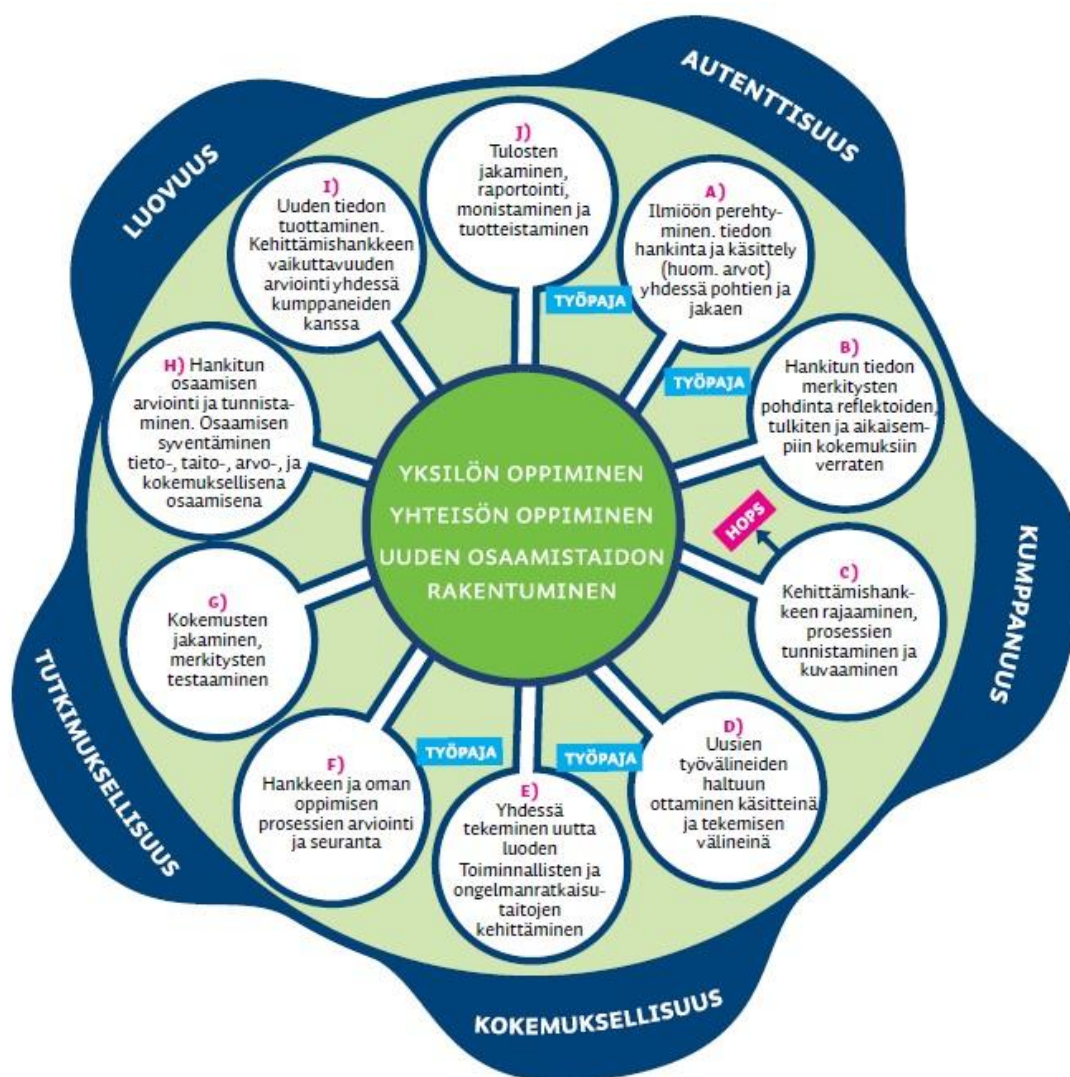 AUTENTTISUUS
KUMPPANUUS
KOKEMUKSELLISUUS
TUTKIMUKSELLISUUS
LUOVUUS
YKSILÖN OPPIMINEN
YHTEISÖN OPPIMINEN
UUDEN OSAAMISTAIDON
RAKENTUMINEN
A)
Ilmiöön perehty-
minen. tiedon
hankinta ja käsittely
(huom. arvot)
yhdessä pohtien ja
jakaen
TYÖPAJA
B)
Hankitun tiedon
merkitysten
pohdinta reflektoiden,
tulkiten ja aikaisem-
piin kokemuksiin
verraten
HOPS
C)
Kehittämishank-
keen rajaaminen,
prosessien
tunnistaminen ja
kuvaaminen
D)
Uusien
työvälineiden
haltuun
ottaminen käsitteinä
ja tekemisen
välineinä
TYÖPAJA
E)
Yhdessä
tekeminen uutta
luoden
Toiminnallisten ja
ongelmanratkaisu-
taitojen
kehittäminen
TYÖPAJA
F)
Hankkeen ja oman
oppimisen
prosessien arviointi
ja seuranta
G)
Kokemusten
jakaminen,
merkitysten
testaaminen
H) Hankitun
osaamisen
arviointi ja tunnista-
minen. Osaamisen
syventäminen
tieto-, taito-, arvo-, ja
kokemuksellisena
osaamisena
I)
Uuden tiedon
tuottaminen.
Kehittämishankkeen
vaikuttavuuden
arviointi yhdessä
kumppaneiden
kanssa
J)
Tulosten
jakaminen,
raportointi,
monistaminen ja
tuotteistaminen
TYÖPAJA